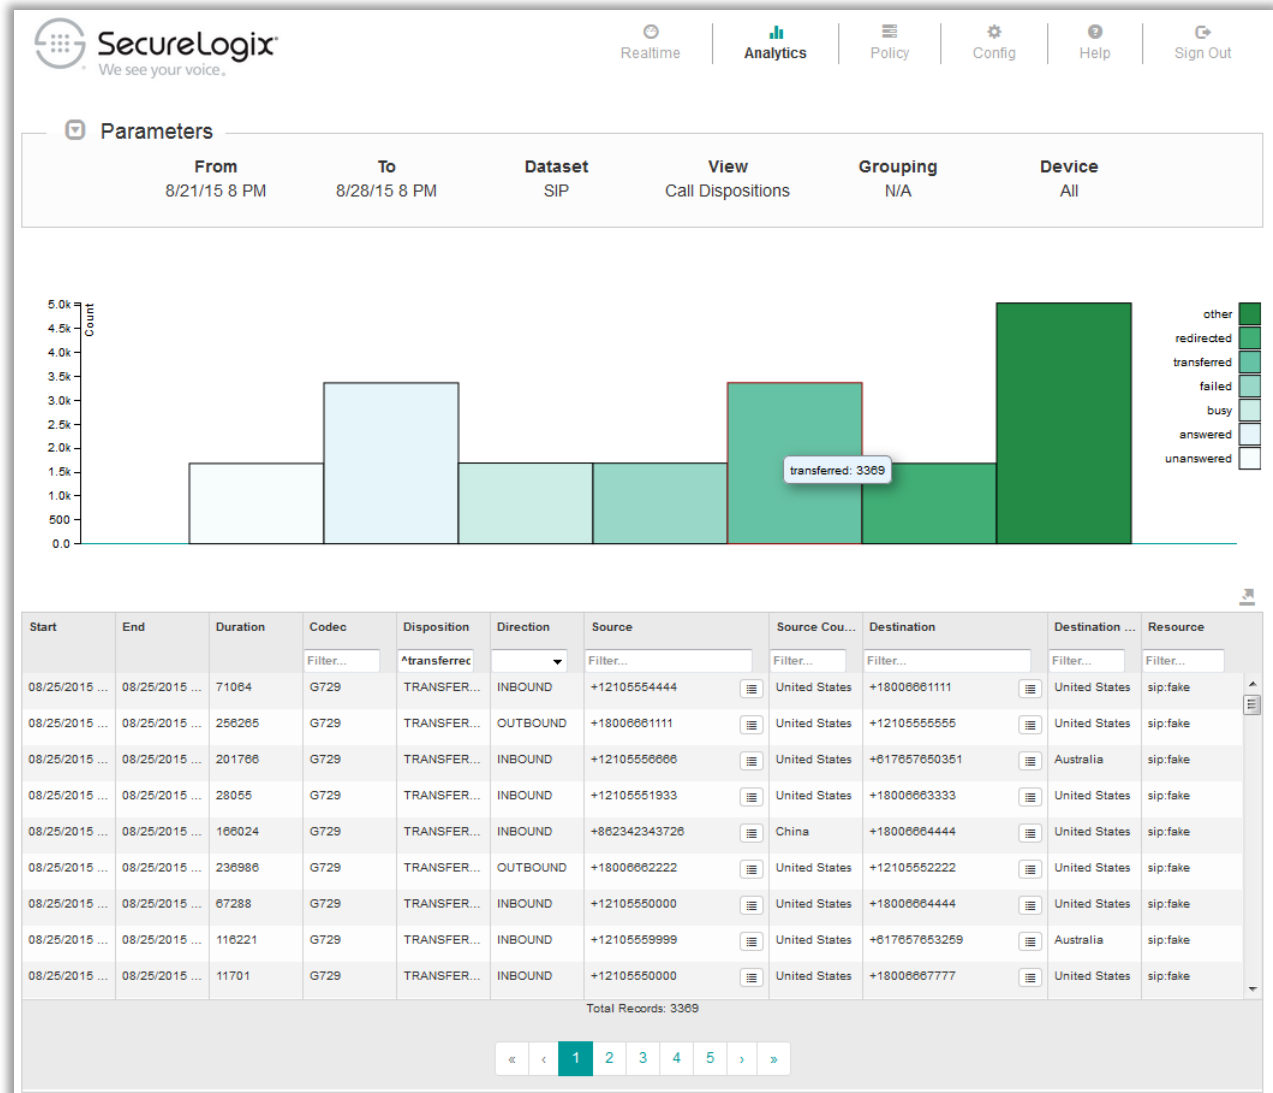 SecureLogix
We see your voice.
Realtime
Analytics
Policy
Config
Help
Sign Out
Parameters
From To Dataset View Grouping Device
8/21/15 8 PM 8/28/15 8 PM SIP Call Dispositions N/A All
Count
5.0k
4.5k
4.0k
3.5k
3.0k
2.5k
2.0k
1.5k
1.0k
500
0.0
transferred: 3369
other
redirected
transferred
failed
busy
answered
unanswered
Start End Duration Codec Disposition Direction Source Source Cou... Destination Destination ... Resource
Filter... ^transferred Filter... Filter... Filter... Filter... Filter...
08/25/2015 ... 08/25/2015 ... 71064 G729 TRANSFER... INBOUND +12105554444 United States +18006661111 United States sip:fake
08/25/2015 ... 08/25/2015 ... 256265 G729 TRANSFER... OUTBOUND +18006661111 United States +12105555555 United States sip:fake
08/25/2015 ... 08/25/2015 ... 201766 G729 TRANSFER... INBOUND +12105556666 United States +617657650351 Australia sip:fake
08/25/2015 ... 08/25/2015 ... 28055 G729 TRANSFER... INBOUND +12105551933 United States +18006663333 United States sip:fake
08/25/2015 ... 08/25/2015 ... 166024 G729 TRANSFER... INBOUND +862342343726 China +18006664444 United States sip:fake
08/25/2015 ... 08/25/2015 ... 236986 G729 TRANSFER... OUTBOUND +18006662222 United States +12105552222 United States sip:fake
08/25/2015 ... 08/25/2015 ... 67288 G729 TRANSFER... INBOUND +12105550000 United States +18006664444 United States sip:fake
08/25/2015 ... 08/25/2015 ... 116221 G729 TRANSFER... INBOUND +12105559999 United States +617657653259 Australia sip:fake
08/25/2015 ... 08/25/2015 ... 11701 G729 TRANSFER... INBOUND +12105550000 United States +18006667777 United States sip:fake
Total Records: 3369
« ‹ 1 2 3 4 5 › »